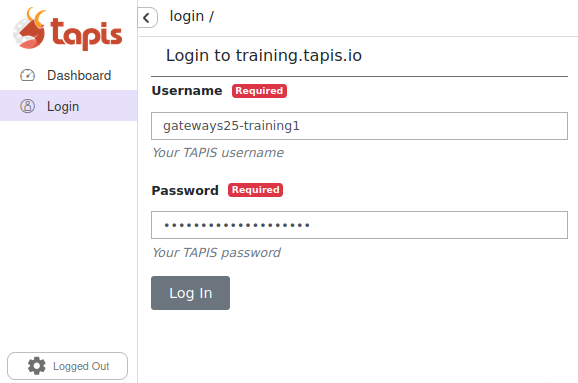 tapis
Dashboard
Login
Logged Out
login /
Login to training.tapis.io
Username Required
gateways25-training1
Your TAPIS username
Password Required
••••••••••••••••••••
Your TAPIS password
Log In